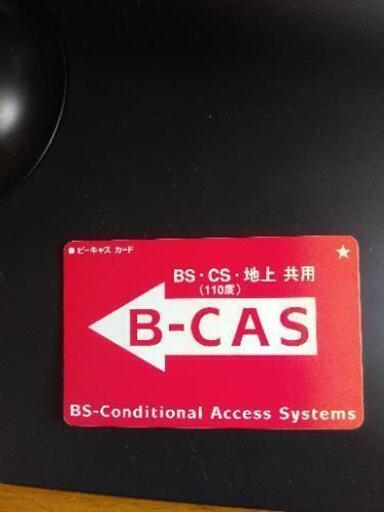 ● ビーキャス カード
BS・CS・地上 共用
(110度)
B-CAS
BS-Conditional Access Systems